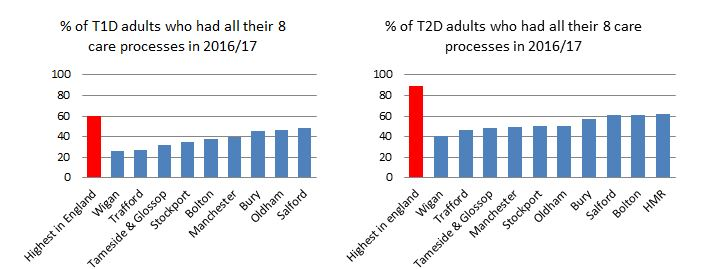 % of T1D adults who had all their 8
care processes in 2016/17
100
80
60
40
20
0
Highest in England
Wigan
Trafford
Tameside & Glossop
Stockport
Bolton
Manchester
Bury
Oldham
Salford
% of T2D adults who had all their 8 care
processes in 2016/17
100
80
60
40
20
0
Highest in england
Wigan
Trafford
Tameside & Glossop
Manchester
Stockport
Oldham
Bury
Salford
Bolton
HMR